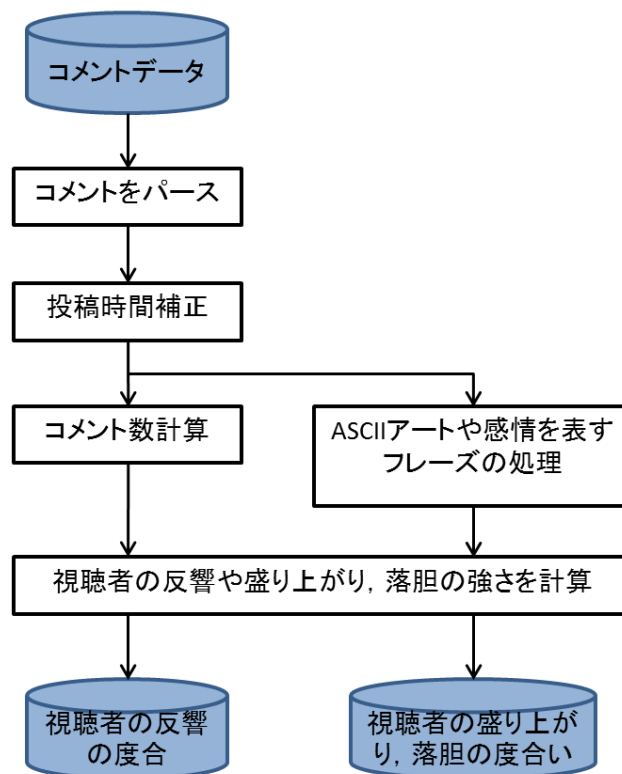 コメントデータ
コメントをパース
投稿時間補正
コメント数計算
ASCIIアートや感情を表す
フレーズの処理
視聴者の反響や盛り上がり，落胆の強さを計算
視聴者の反響
の度合
視聴者の盛り上が
り，落胆の度合い